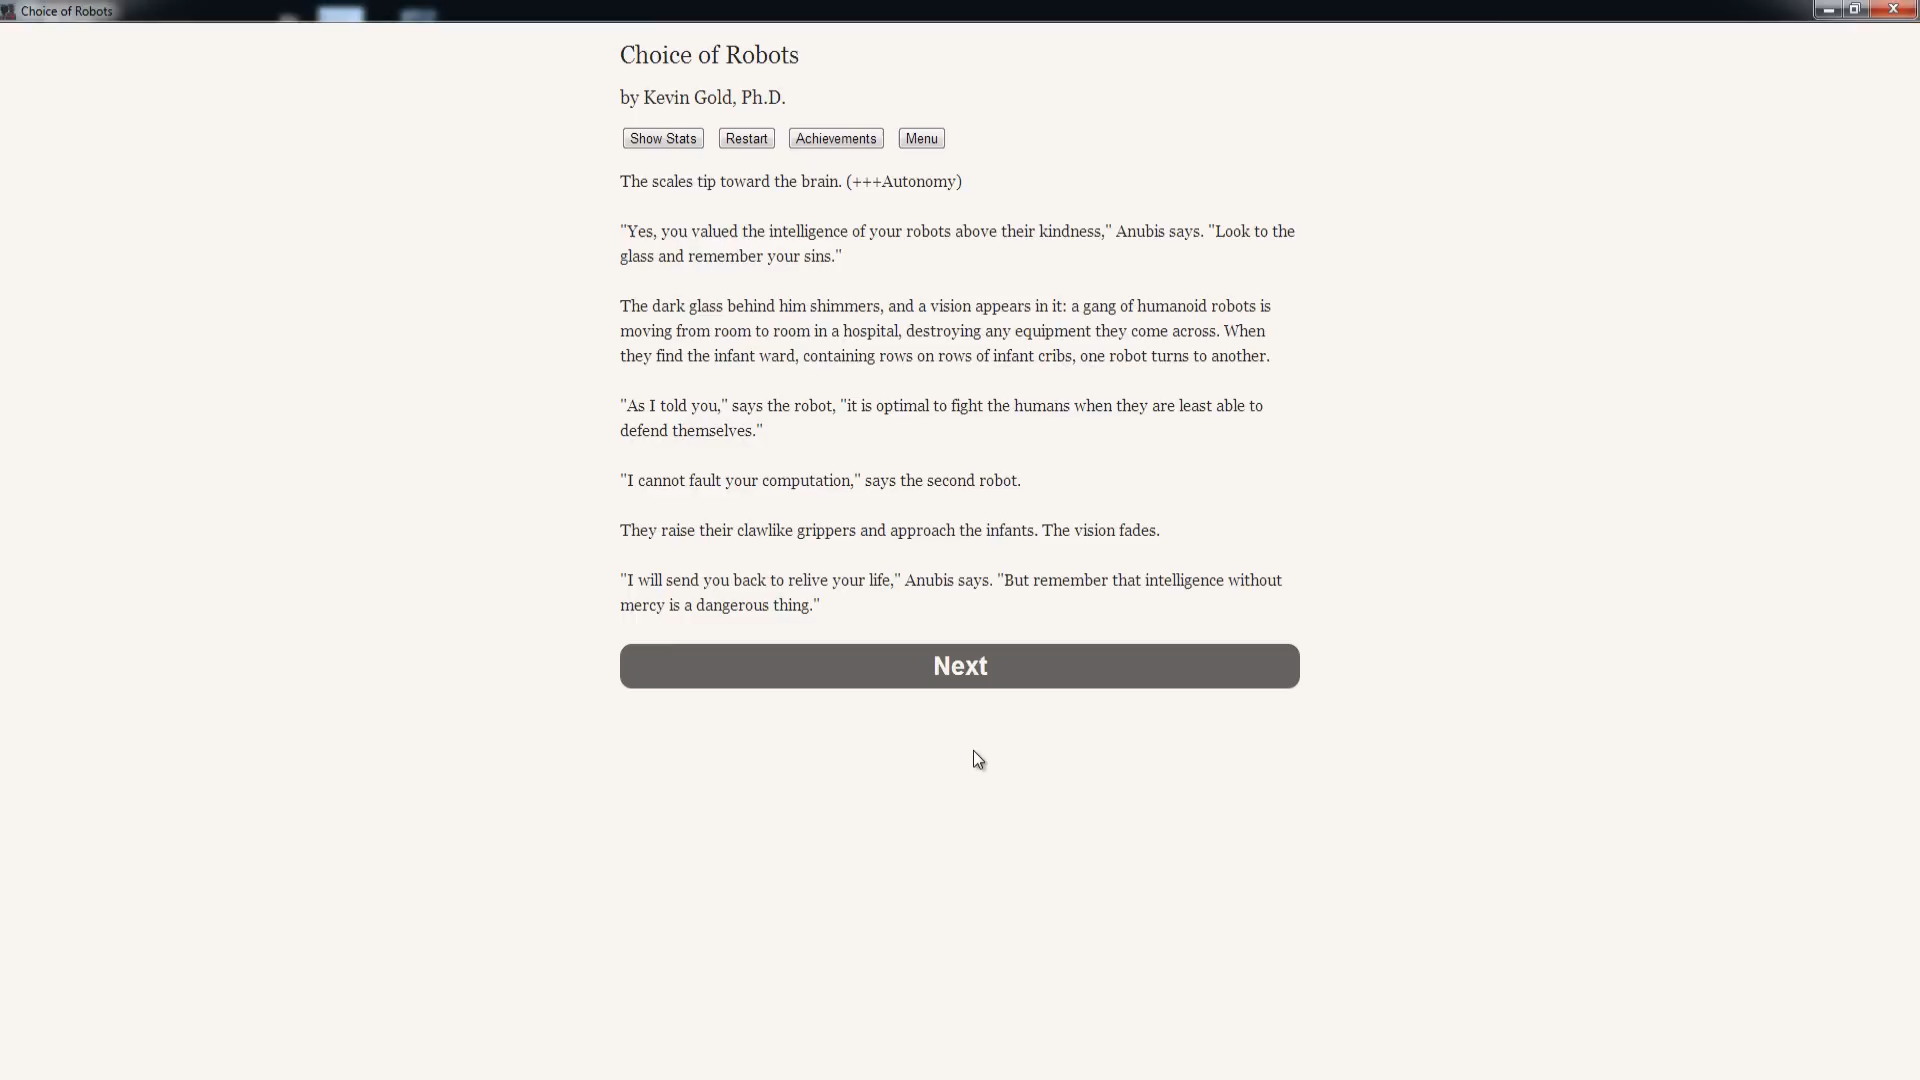 Choice of Robots
Choice of Robots
by Kevin Gold, Ph.D.
Show Stats Restart Achievements Menu
The scales tip toward the brain. (+++Autonomy)
"Yes, you valued the intelligence of your robots above their kindness," Anubis says. "Look to the
glass and remember your sins."
The dark glass behind him shimmers, and a vision appears in it: a gang of humanoid robots is
moving from room to room in a hospital, destroying any equipment they come across. When
they find the infant ward, containing rows on rows of infant cribs, one robot turns to another.
"As I told you," says the robot, "it is optimal to fight the humans when they are least able to
defend themselves."
"I cannot fault your computation," says the second robot.
They raise their clawlike grippers and approach the infants. The vision fades.
"I will send you back to relive your life," Anubis says. "But remember that intelligence without
mercy is a dangerous thing."
Next